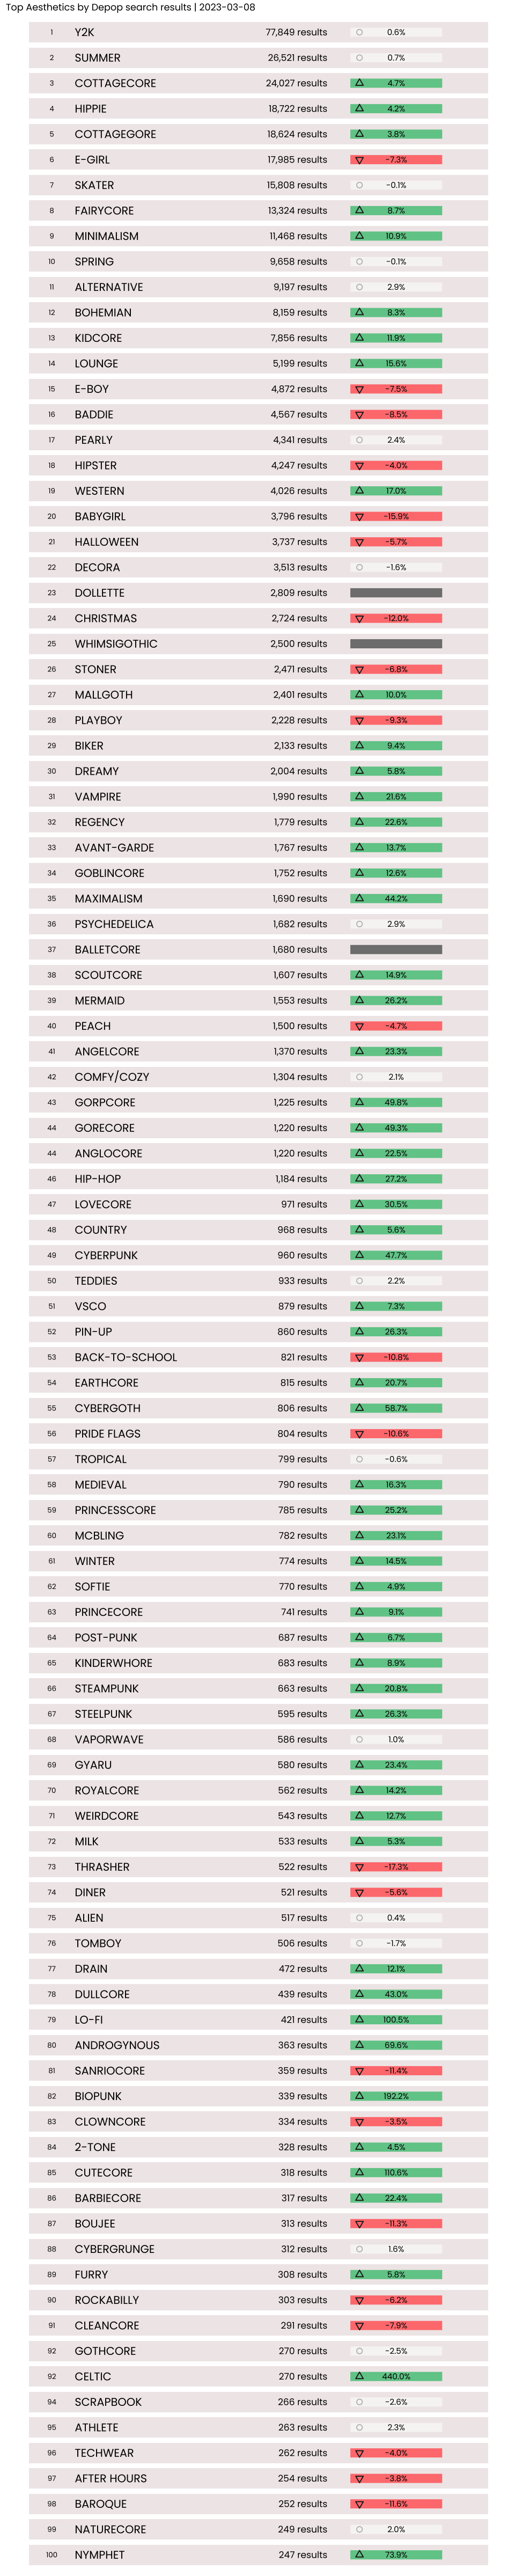 Top Aesthetics by Depop search results | 2023-03-08
1 Y2K 77,849 results 0.6%
2 SUMMER 26,521 results 0.7%
3 COTTAGECORE 24,027 results 4.7%
4 HIPPIE 18,722 results 4.2%
5 COTTAGEGORE 18,624 results 3.8%
6 E-GIRL 17,985 results -7.3%
7 SKATER 15,808 results -0.1%
8 FAIRYCORE 13,324 results 8.7%
9 MINIMALISM 11,468 results 10.9%
10 SPRING 9,658 results -0.1%
11 ALTERNATIVE 9,197 results 2.9%
12 BOHEMIAN 8,159 results 8.3%
13 KIDCORE 7,856 results 11.9%
14 LOUNGE 5,199 results 15.6%
15 E-BOY 4,872 results -7.5%
16 BADDIE 4,567 results -8.5%
17 PEARLY 4,341 results 2.4%
18 HIPSTER 4,247 results -4.0%
19 WESTERN 4,026 results 17.0%
20 BABYGIRL 3,796 results -15.9%
21 HALLOWEEN 3,737 results -5.7%
22 DECORA 3,513 results -1.6%
23 DOLLETTE 2,809 results
24 CHRISTMAS 2,724 results -12.0%
25 WHIMSIGOTHIC 2,500 results
26 STONER 2,471 results -6.8%
27 MALLGOTH 2,401 results 10.0%
28 PLAYBOY 2,228 results -9.3%
29 BIKER 2,133 results 9.4%
30 DREAMY 2,004 results 5.8%
31 VAMPIRE 1,990 results 21.6%
32 REGENCY 1,779 results 22.6%
33 AVANT-GARDE 1,767 results 13.7%
34 GOBLINCORE 1,752 results 12.6%
35 MAXIMALISM 1,690 results 44.2%
36 PSYCHEDELICA 1,682 results 2.9%
37 BALLETCORE 1,680 results
38 SCOUTCORE 1,607 results 14.9%
39 MERMAID 1,553 results 26.2%
40 PEACH 1,500 results -4.7%
41 ANGELCORE 1,370 results 23.3%
42 COMFY/COZY 1,304 results 2.1%
43 GORPCORE 1,225 results 49.8%
44 GORECORE 1,220 results 49.3%
44 ANGLOCORE 1,220 results 22.5%
46 HIP-HOP 1,184 results 27.2%
47 LOVECORE 971 results 30.5%
48 COUNTRY 968 results 5.6%
49 CYBERPUNK 960 results 47.7%
50 TEDDIES 933 results 2.2%
51 VSCO 879 results 7.3%
52 PIN-UP 860 results 26.3%
53 BACK-TO-SCHOOL 821 results -10.8%
54 EARTHCORE 815 results 20.7%
55 CYBERGOTH 806 results 58.7%
56 PRIDE FLAGS 804 results -10.6%
57 TROPICAL 799 results -0.6%
58 MEDIEVAL 790 results 16.3%
59 PRINCESSCORE 785 results 25.2%
60 MCBLING 782 results 23.1%
61 WINTER 774 results 14.5%
62 SOFTIE 770 results 4.9%
63 PRINCECORE 741 results 9.1%
64 POST-PUNK 687 results 6.7%
65 KINDERWHORE 683 results 8.9%
66 STEAMPUNK 663 results 20.8%
67 STEELPUNK 595 results 26.3%
68 VAPORWAVE 586 results 1.0%
69 GYARU 580 results 23.4%
70 ROYALCORE 562 results 14.2%
71 WEIRDCORE 543 results 12.7%
72 MILK 533 results 5.3%
73 THRASHER 522 results -17.3%
74 DINER 521 results -5.6%
75 ALIEN 517 results 0.4%
76 TOMBOY 506 results -1.7%
77 DRAIN 472 results 12.1%
78 DULLCORE 439 results 43.0%
79 LO-FI 421 results 100.5%
80 ANDROGYNOUS 363 results 69.6%
81 SANRIOCORE 359 results -11.4%
82 BIOPUNK 339 results 192.2%
83 CLOWNCORE 334 results -3.5%
84 2-TONE 328 results 4.5%
85 CUTECORE 318 results 110.6%
86 BARBIECORE 317 results 22.4%
87 BOUJEE 313 results -11.3%
88 CYBERGRUNGE 312 results 1.6%
89 FURRY 308 results 5.8%
90 ROCKABILLY 303 results -6.2%
91 CLEANCORE 291 results -7.9%
92 GOTHCORE 270 results -2.5%
92 CELTIC 270 results 440.0%
94 SCRAPBOOK 266 results -2.6%
95 ATHLETE 263 results 2.3%
96 TECHWEAR 262 results -4.0%
97 AFTER HOURS 254 results -3.8%
98 BAROQUE 252 results -11.6%
99 NATURECORE 249 results 2.0%
100 NYMPHET 247 results 73.9%